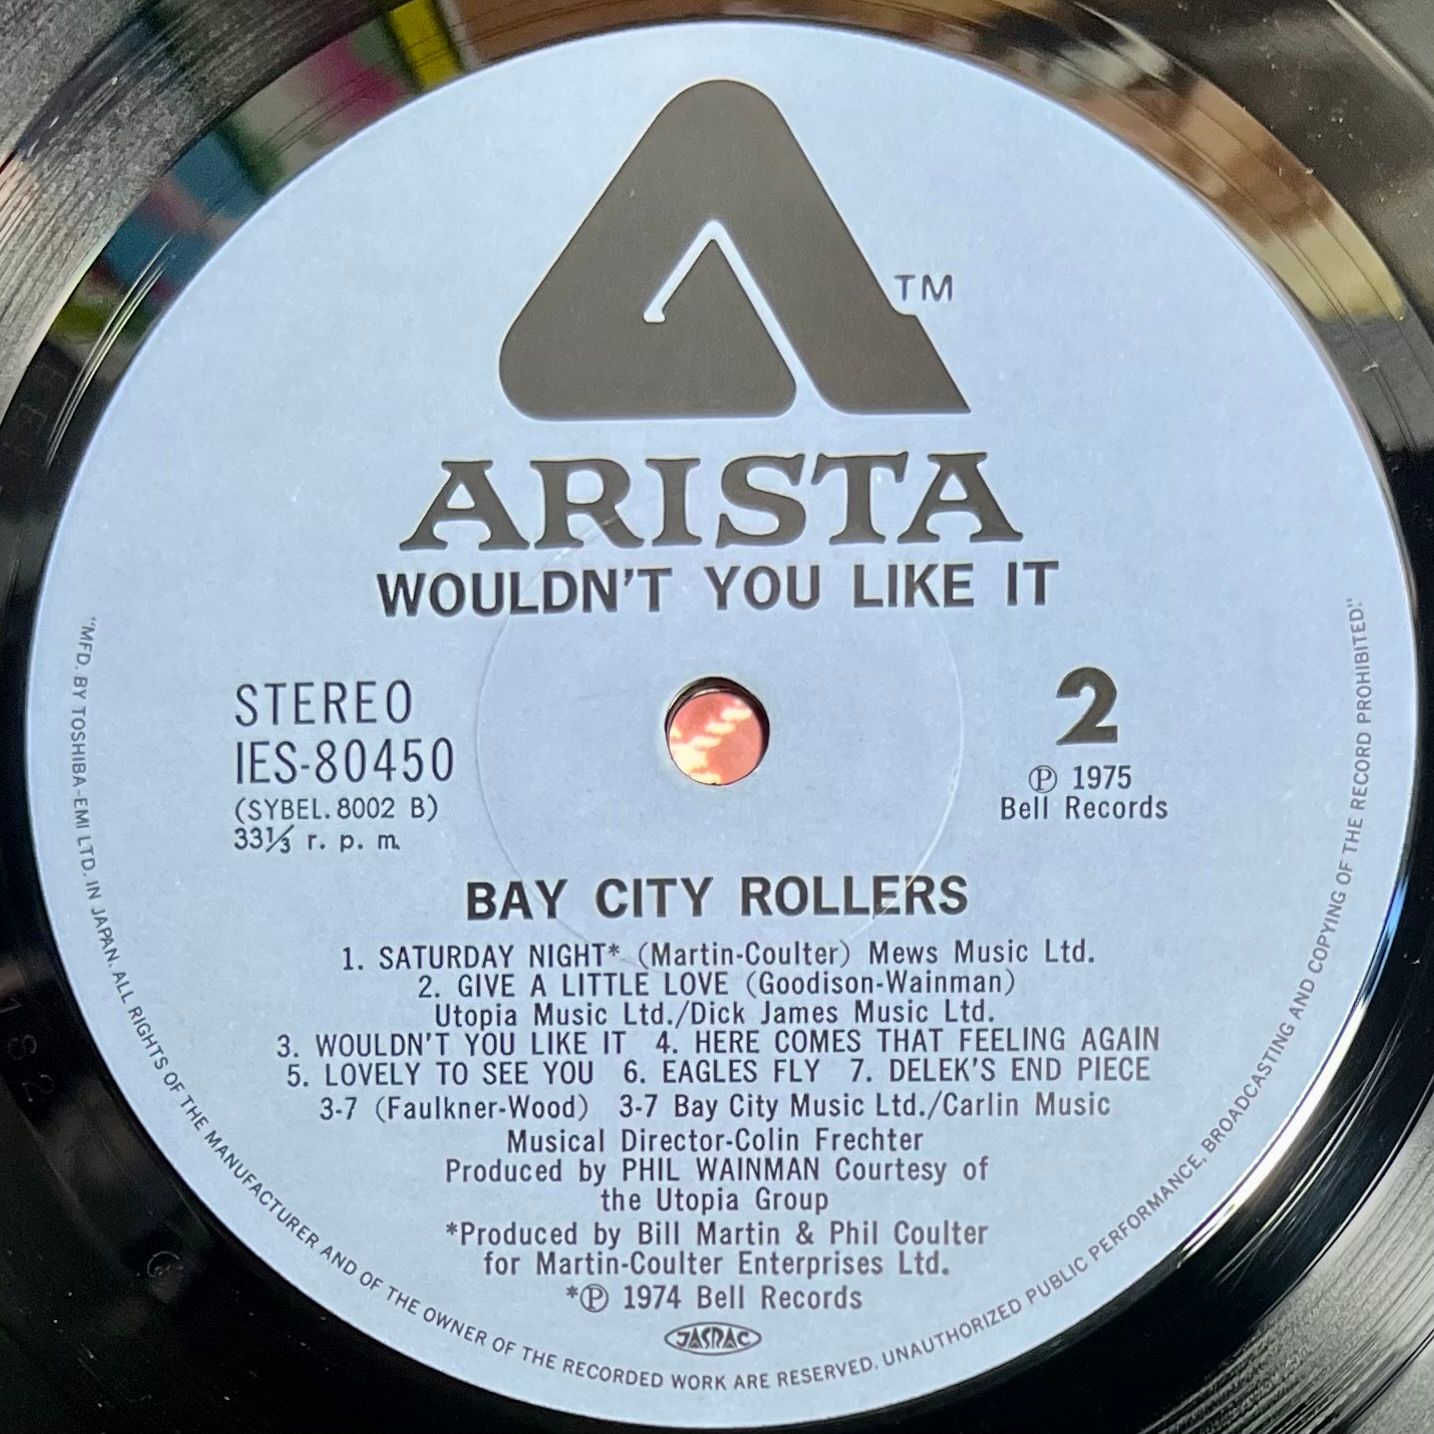 TM
ARISTA
WOULDN'T YOU LIKE IT
STEREO
IES-80450
(SYBEL. 8002 B)
33⅓ r. p. m.
2
Ⓟ 1975
Bell Records
BAY CITY ROLLERS
1. SATURDAY NIGHT* (Martin-Coulter) Mews Music Ltd.
2. GIVE A LITTLE LOVE (Goodison-Wainman)
Utopia Music Ltd./Dick James Music Ltd.
3. WOULDN'T YOU LIKE IT 4. HERE COMES THAT FEELING AGAIN
5. LOVELY TO SEE YOU 6. EAGLES FLY 7. DELEK'S END PIECE
3-7 (Faulkner-Wood) 3-7 Bay City Music Ltd./Carlin Music
Musical Director-Colin Frechter
Produced by PHIL WAINMAN Courtesy of
the Utopia Group
*Produced by Bill Martin & Phil Coulter
for Martin-Coulter Enterprises Ltd.
*Ⓟ 1974 Bell Records
JASRAC
"MFD. BY TOSHIBA-EMI LTD. IN JAPAN. ALL RIGHTS OF THE MANUFACTURER AND OF THE OWNER OF THE RECORDED WORK ARE RESERVED. UNAUTHORIZED PUBLIC PERFORMANCE, BROADCASTING AND COPYING OF THE RECORD PROHIBITED."